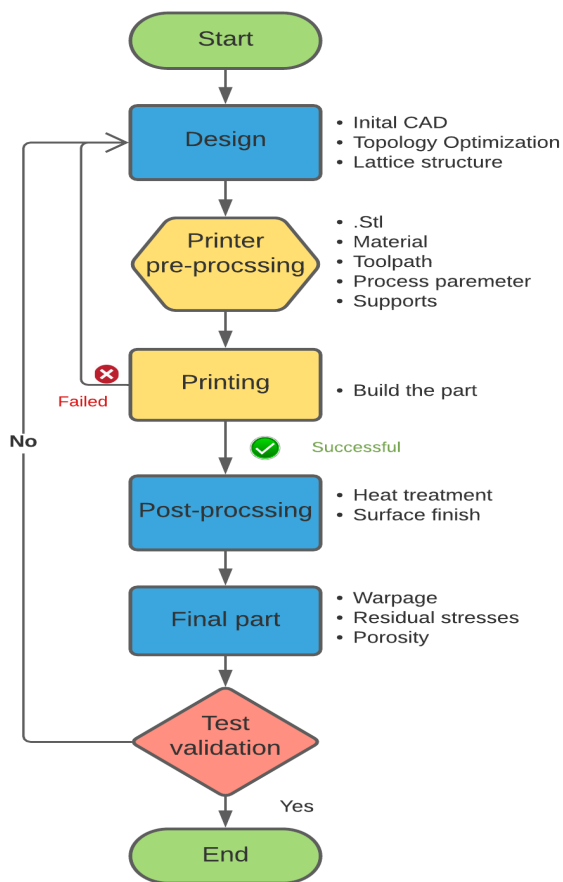 Start
Design
• Inital CAD
• Topology Optimization
• Lattice structure
Printer
pre-procssing
• .Stl
• Material
• Toolpath
• Process paremeter
• Supports
Printing
• Build the part
Failed
No
Successful
Post-procssing
• Heat treatment
• Surface finish
Final part
• Warpage
• Residual stresses
• Porosity
Test
validation
Yes
End